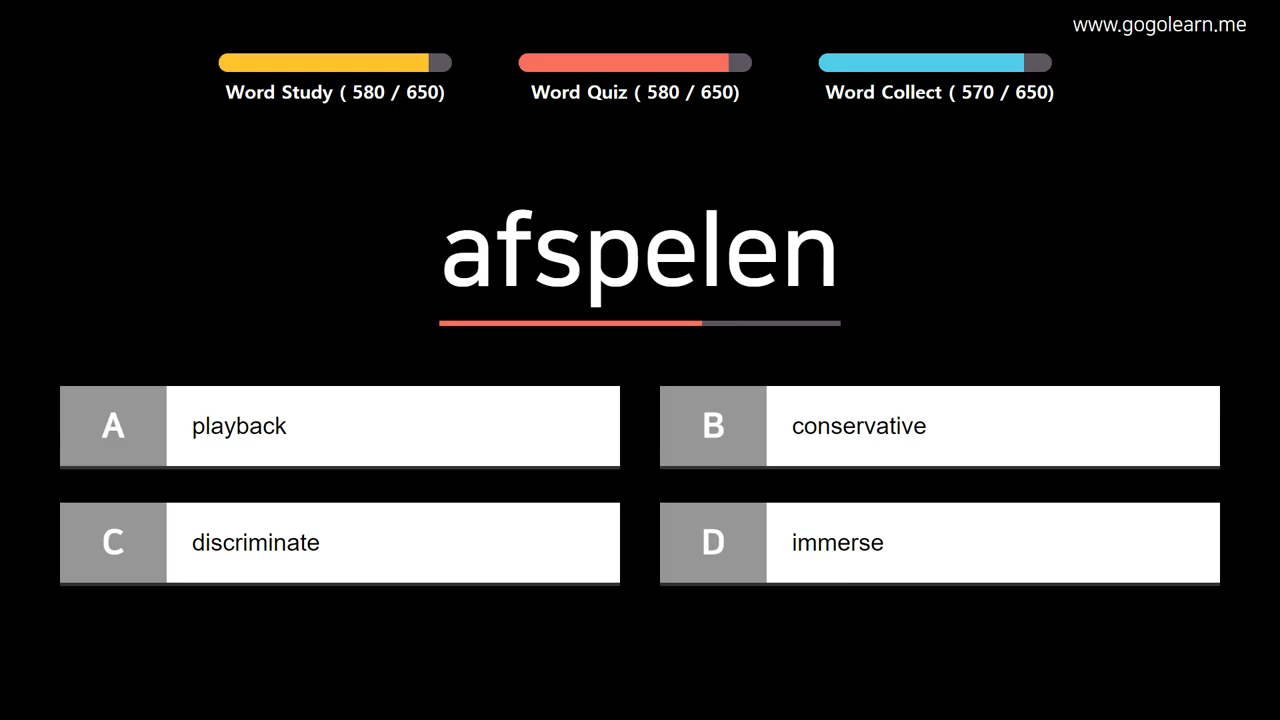 www.gogolearn.me
Word Study ( 580 / 650)
Word Quiz ( 580 / 650)
Word Collect ( 570 / 650)
afspelen
A playback
B conservative
C discriminate
D immerse